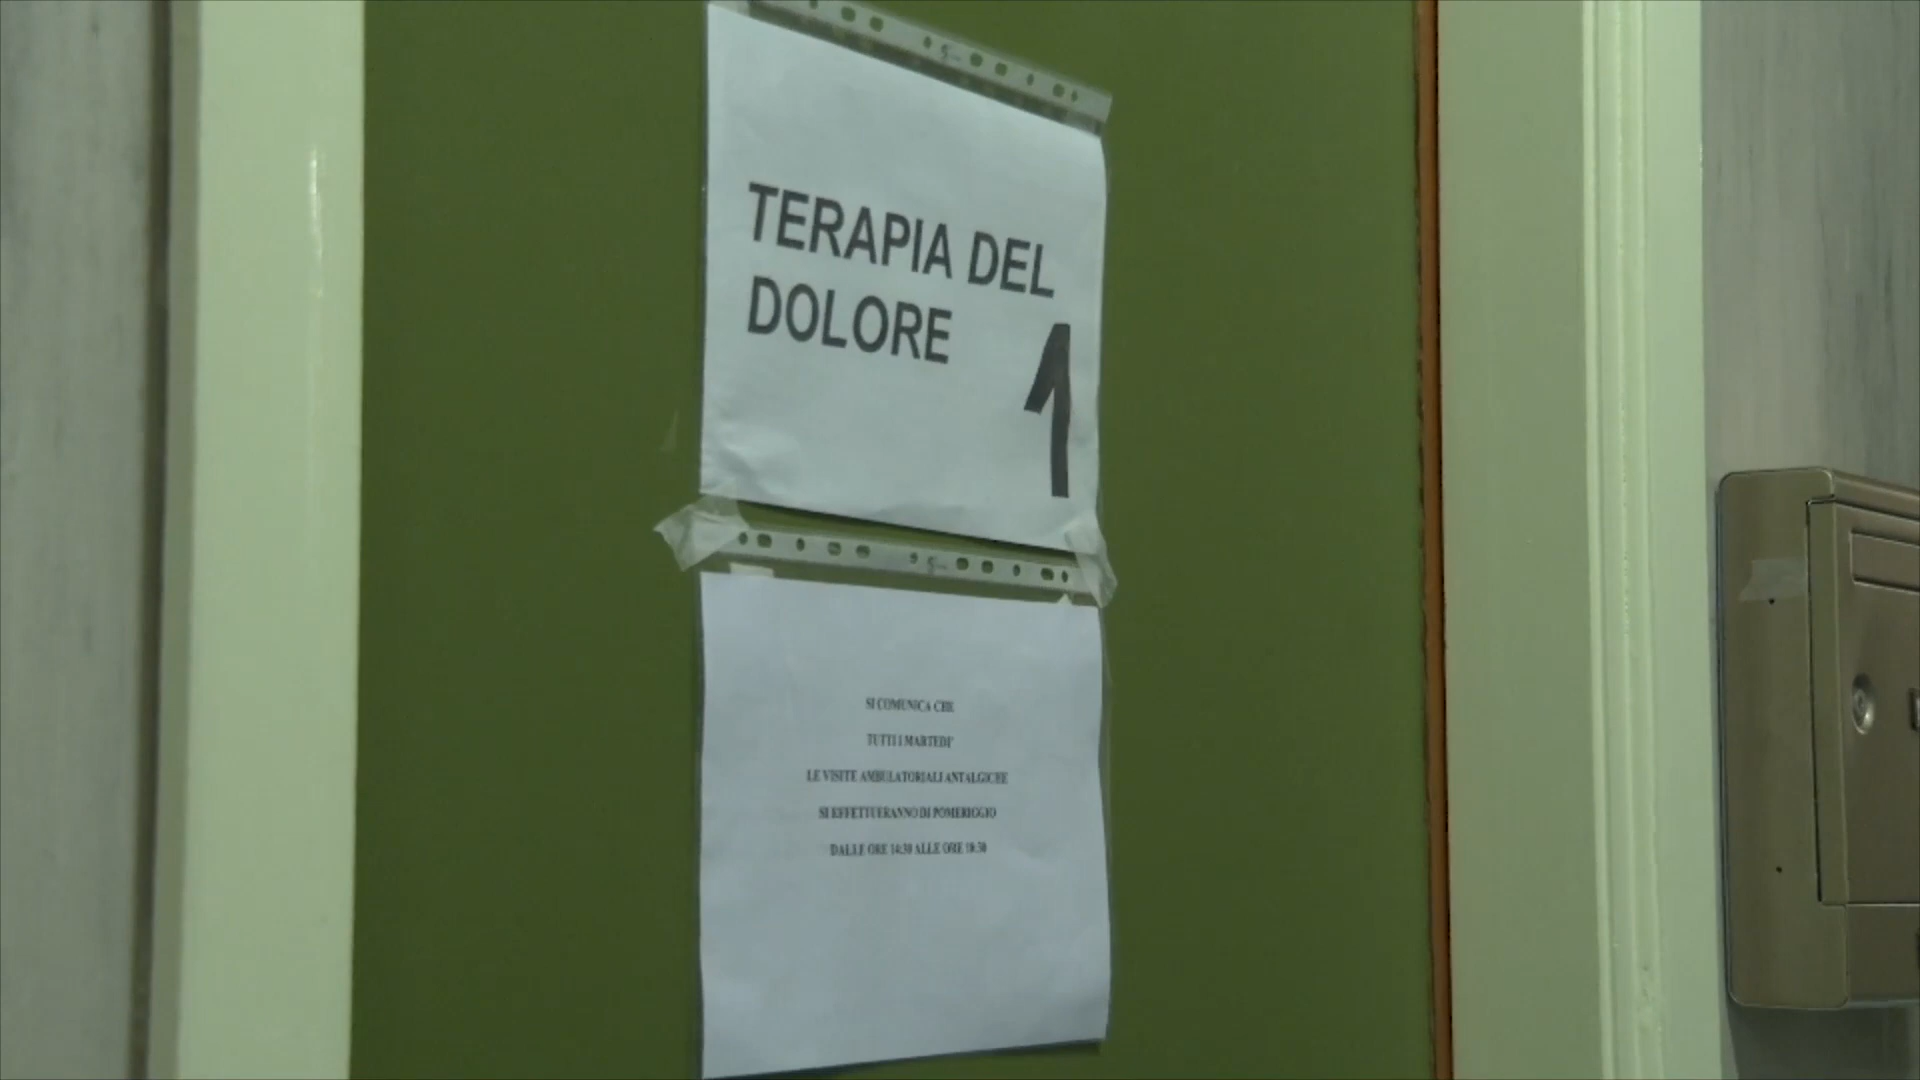 TERAPIA DEL
DOLORE
1
SI COMUNICA CHE
TUTTI I MARTEDI'
LE VISITE AMBULATORIALI ANTALGICHE
SI EFFETTUERANNO DI POMERIGGIO
DALLE ORE 14:30 ALLE ORE 18:30